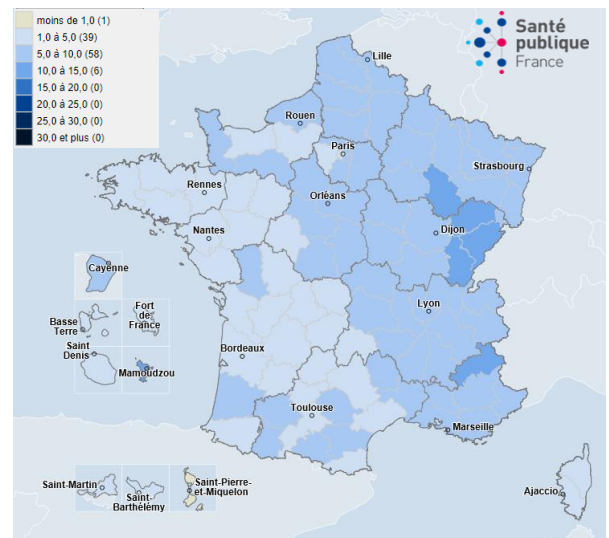 moins de 1,0 (1)
1,0 à 5,0 (39)
5,0 à 10,0 (58)
10,0 à 15,0 (6)
15,0 à 20,0 (0)
20,0 à 25,0 (0)
25,0 à 30,0 (0)
30,0 et plus (0)
Santé
publique
France
Lille
Rouen
Paris
Strasbourg
Rennes
Orléans
Dijon
Nantes
Cayenne
Lyon
Basse
Terre
Fort
de
France
Saint
Denis
Mamoudzou
Bordeaux
Toulouse
Marseille
Saint-Martin
Saint-
Barthélémy
Saint-Pierre
-et-Miquelon
Ajaccio